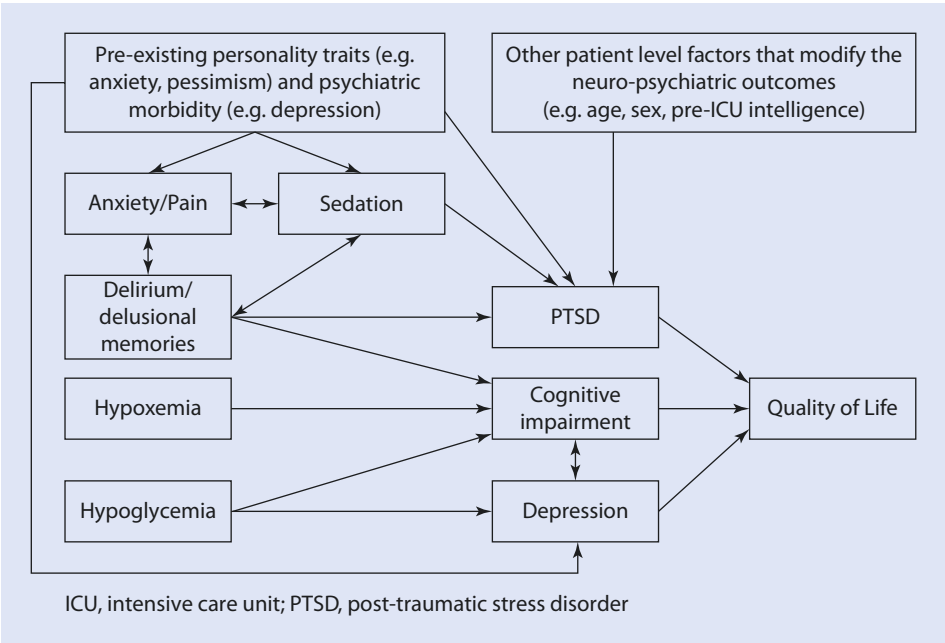 Pre-existing personality traits (e.g.
anxiety, pessimism) and psychiatric
morbidity (e.g. depression)
Other patient level factors that modify the
neuro-psychiatric outcomes
(e.g. age, sex, pre-ICU intelligence)
Anxiety/Pain
Sedation
Delirium/
delusional
memories
PTSD
Hypoxemia
Cognitive
impairment
Quality of Life
Hypoglycemia
Depression
ICU, intensive care unit; PTSD, post-traumatic stress disorder